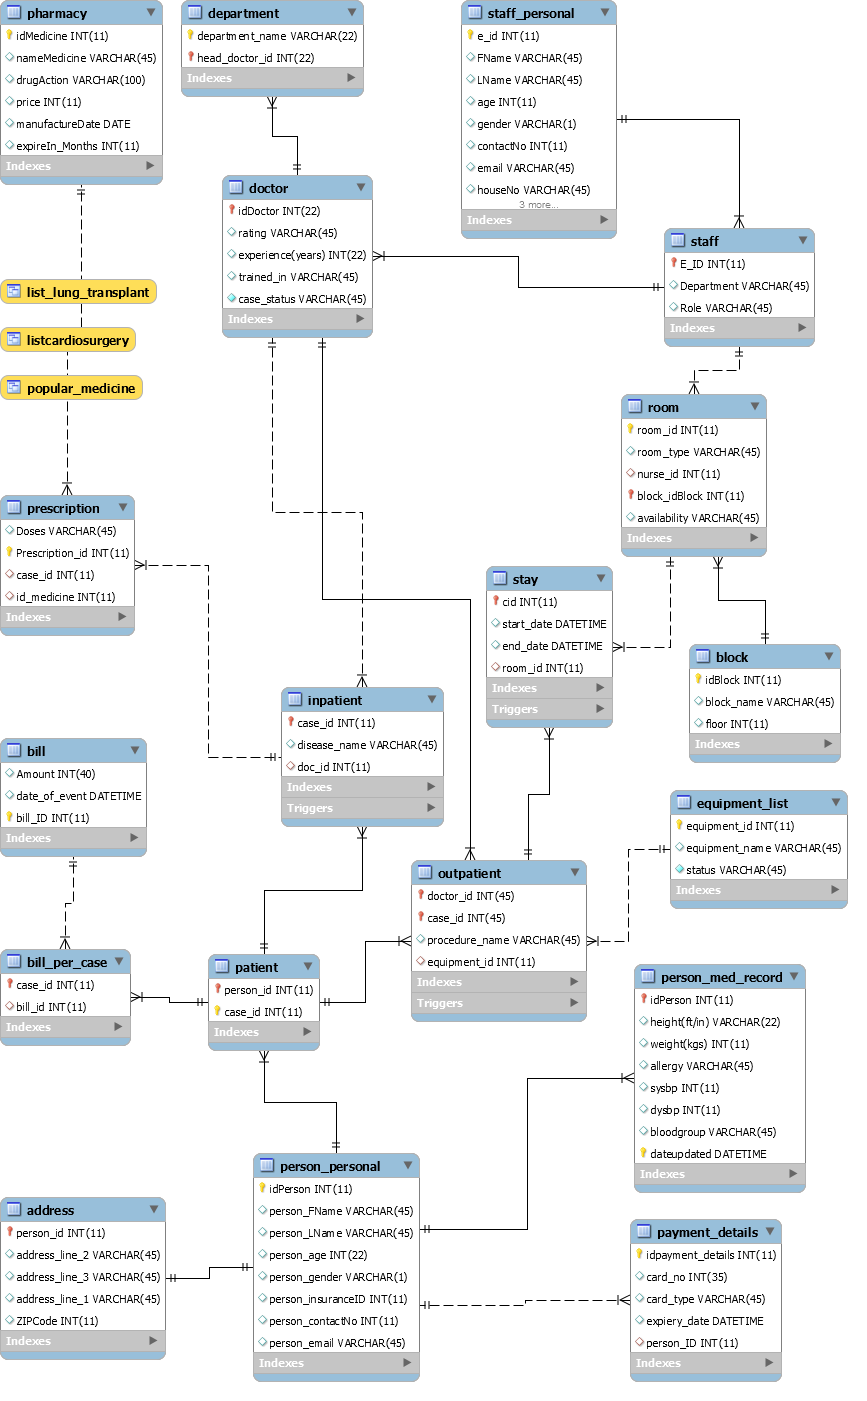 pharmacy
idMedicine INT(11)
nameMedicine VARCHAR(45)
drugAction VARCHAR(100)
price INT(11)
manufactureDate DATE
expireIn_Months INT(11)
Indexes
department
department_name VARCHAR(22)
head_doctor_id INT(22)
Indexes
staff_personal
e_id INT(11)
FName VARCHAR(45)
LName VARCHAR(45)
age INT(11)
gender VARCHAR(1)
contactNo INT(11)
email VARCHAR(45)
houseNo VARCHAR(45)
3 more...
Indexes
doctor
idDoctor INT(22)
rating VARCHAR(45)
experience(years) INT(22)
trained_in VARCHAR(45)
case_status VARCHAR(45)
Indexes
staff
E_ID INT(11)
Department VARCHAR(45)
Role VARCHAR(45)
Indexes
list_lung_transplant
listcardiosurgery
popular_medicine
room
room_id INT(11)
room_type VARCHAR(45)
nurse_id INT(11)
block_idBlock INT(11)
availability VARCHAR(45)
Indexes
prescription
Doses VARCHAR(45)
Prescription_id INT(11)
case_id INT(11)
id_medicine INT(11)
Indexes
stay
cid INT(11)
start_date DATETIME
end_date DATETIME
room_id INT(11)
Indexes
Triggers
block
idBlock INT(11)
block_name VARCHAR(45)
floor INT(11)
Indexes
inpatient
case_id INT(11)
disease_name VARCHAR(45)
doc_id INT(11)
Indexes
Triggers
bill
Amount INT(40)
date_of_event DATETIME
bill_ID INT(11)
Indexes
equipment_list
equipment_id INT(11)
equipment_name VARCHAR(45)
status VARCHAR(45)
Indexes
outpatient
doctor_id INT(45)
case_id INT(45)
procedure_name VARCHAR(45)
equipment_id INT(11)
Indexes
Triggers
bill_per_case
case_id INT(11)
bill_id INT(11)
Indexes
patient
person_id INT(11)
case_id INT(11)
Indexes
person_med_record
idPerson INT(11)
height(ft/in) VARCHAR(22)
weight(kgs) INT(11)
allergy VARCHAR(45)
sysbp INT(11)
dysbp INT(11)
bloodgroup VARCHAR(45)
dateupdated DATETIME
Indexes
person_personal
idPerson INT(11)
person_FName VARCHAR(45)
person_LName VARCHAR(45)
person_age INT(22)
person_gender VARCHAR(1)
person_insuranceID INT(11)
person_contactNo INT(11)
person_email VARCHAR(45)
Indexes
address
person_id INT(11)
address_line_2 VARCHAR(45)
address_line_3 VARCHAR(45)
address_line_1 VARCHAR(45)
ZIPCode INT(11)
Indexes
payment_details
idpayment_details INT(11)
card_no INT(35)
card_type VARCHAR(45)
expiery_date DATETIME
person_ID INT(11)
Indexes